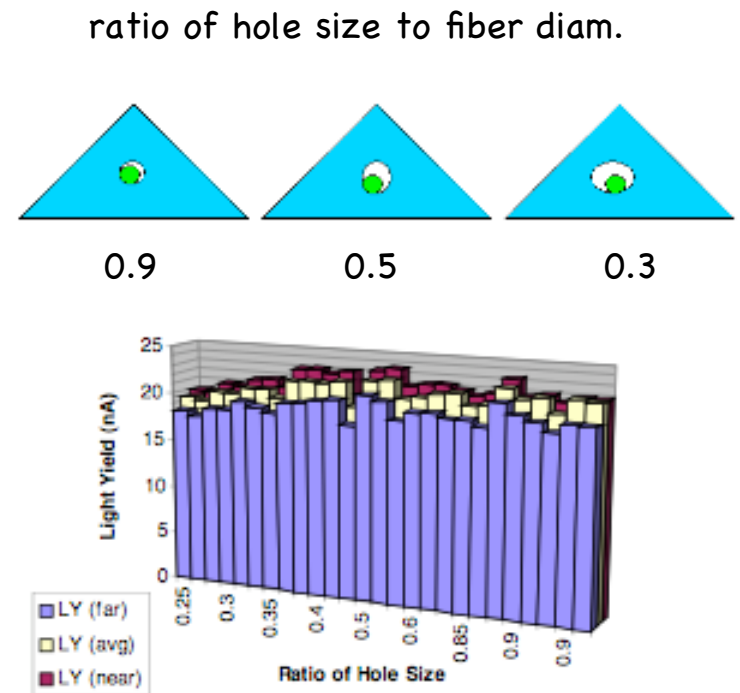 ratio of hole size to fiber diam.
0.9 0.5 0.3
25
20
15
10
5
0
Light Yield (nA)
0.25 0.3 0.35 0.4 0.5 0.6 0.85 0.9 0.9
Ratio of Hole Size
LY (far)
LY (avg)
LY (near)